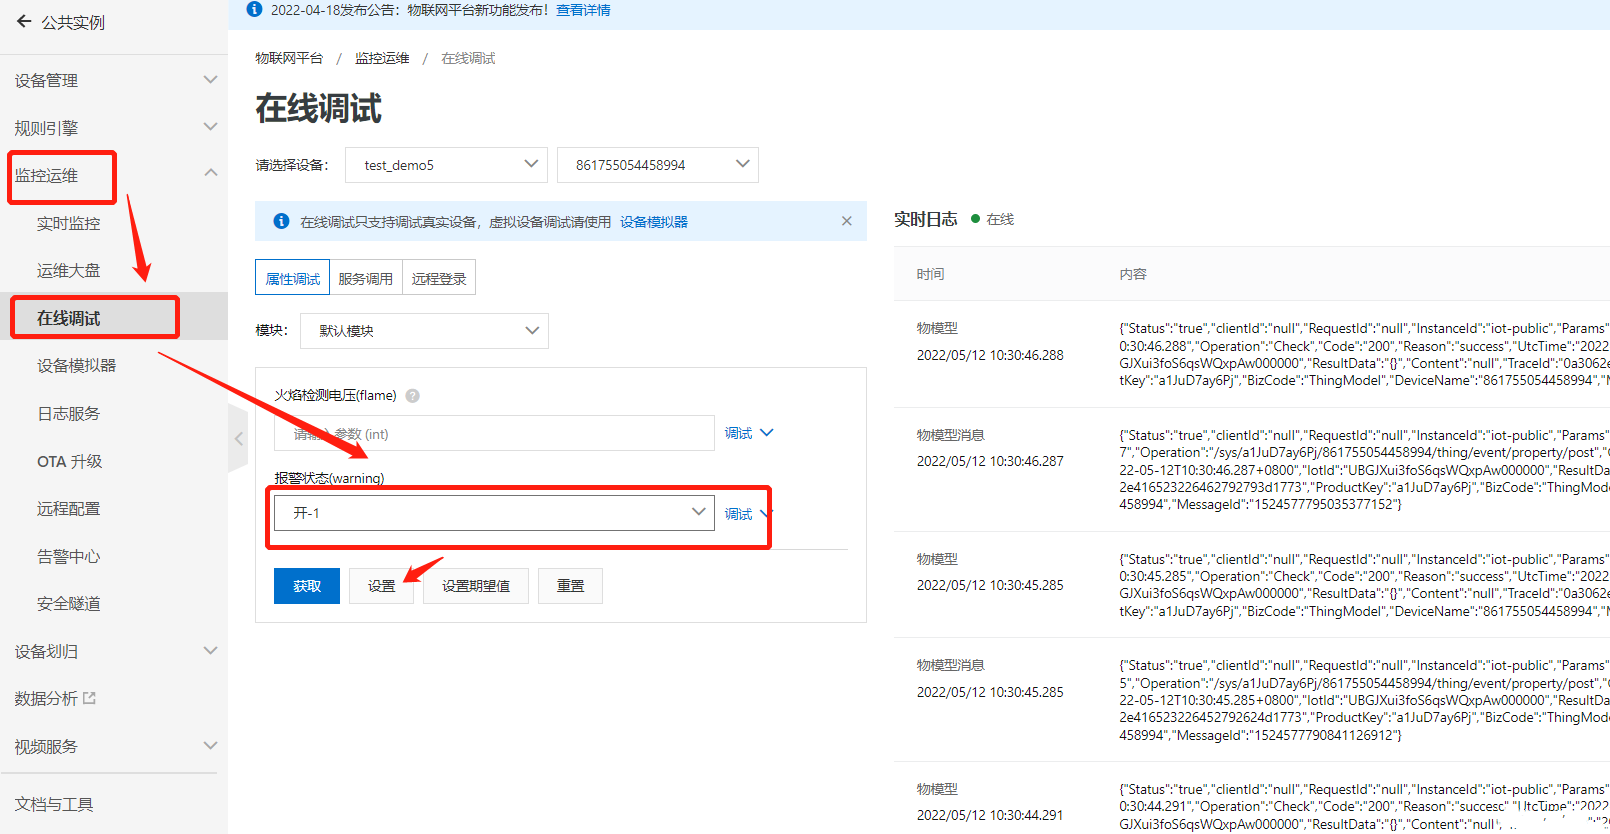 公共实例
设备管理
规则引擎
监控运维
实时监控
运维大盘
在线调试
设备模拟器
日志服务
OTA 升级
远程配置
告警中心
安全隧道
设备划归
数据分析
视频服务
文档与工具
2022-04-18发布公告：物联网平台新功能发布！查看详情
物联网平台 / 监控运维 / 在线调试
在线调试
请选择设备： test_demo5 861755054458994
在线调试只支持调试真实设备，虚拟设备调试请使用 设备模拟器
属性调试 服务调用 远程登录
模块： 默认模块
火焰检测电压(flame)
请输入参数 (int) 调试
报警状态(warning)
开-1 调试
获取 设置 设置期望值 重置
实时日志 在线
时间 内容
物模型
2022/05/12 10:30:46.288
{"Status":"true","clientId":"null","RequestId":"null","InstanceId":"iot-public","Params"
0:30:46.288","Operation":"Check","Code":"200","Reason":"success","UtcTime":"2022
GJXui3foS6qsWQxpAw000000","ResultData":"{}","Content":"null","TraceId":"0a3062e
tKey":"a1JuD7ay6Pj","BizCode":"ThingModel","DeviceName":"861755054458994","M
物模型消息
2022/05/12 10:30:46.287
{"Status":"true","clientId":"null","RequestId":"null","InstanceId":"iot-public","Params"
7","Operation":"/sys/a1JuD7ay6Pj/861755054458994/thing/event/property/post","C
22-05-12T10:30:46.287+0800","IotId":"UBGJXui3foS6qsWQxpAw000000","ResultDa
2e416523226462792793d1773","ProductKey":"a1JuD7ay6Pj","BizCode":"ThingMode
458994","MessageId":"1524577795035377152"}
物模型
2022/05/12 10:30:45.285
{"Status":"true","clientId":"null","RequestId":"null","InstanceId":"iot-public","Params"
0:30:45.285","Operation":"Check","Code":"200","Reason":"success","UtcTime":"2022
GJXui3foS6qsWQxpAw000000","ResultData":"{}","Content":"null","TraceId":"0a3062e
tKey":"a1JuD7ay6Pj","BizCode":"ThingModel","DeviceName":"861755054458994","M
物模型消息
2022/05/12 10:30:45.285
{"Status":"true","clientId":"null","RequestId":"null","InstanceId":"iot-public","Params"
5","Operation":"/sys/a1JuD7ay6Pj/861755054458994/thing/event/property/post","C
22-05-12T10:30:45.285+0800","IotId":"UBGJXui3foS6qsWQxpAw000000","ResultDa
2e416523226452792624d1773","ProductKey":"a1JuD7ay6Pj","BizCode":"ThingMode
458994","MessageId":"1524577790841126912"}
物模型
2022/05/12 10:30:44.291
{"Status":"true","clientId":"null","RequestId":"null","InstanceId":"iot-public","Params"
0:30:44.291","Operation":"Check","Code":"200","Reason":"success","UtcTime":"2022
GJXui3foS6qsWQxpAw000000","ResultData":"{}","Content":"null"